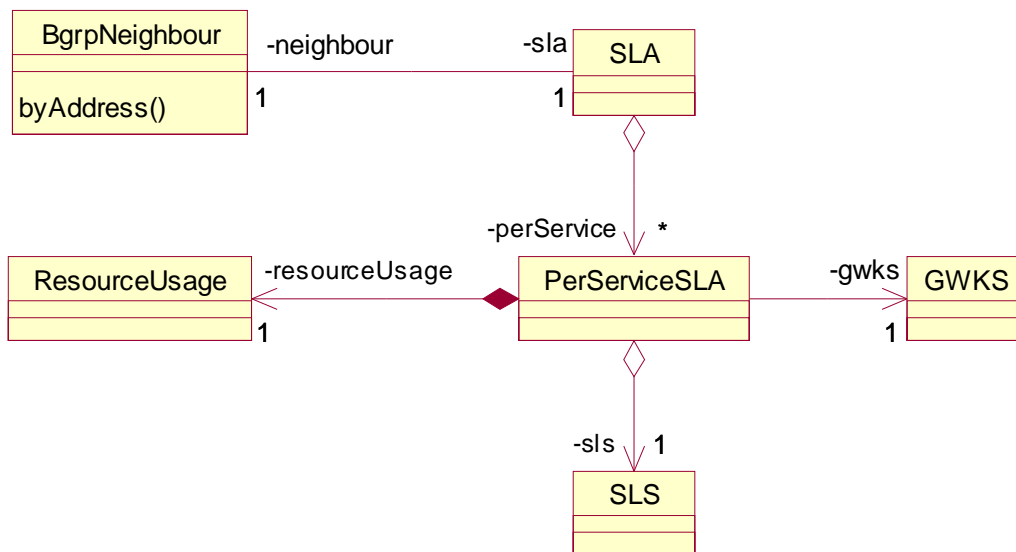 BgrpNeighbour
-neighbour
-sla
SLA
byAddress()
1
1
-perService
*
ResourceUsage
-resourceUsage
PerServiceSLA
-gwks
GWKS
1
1
-sls
1
SLS